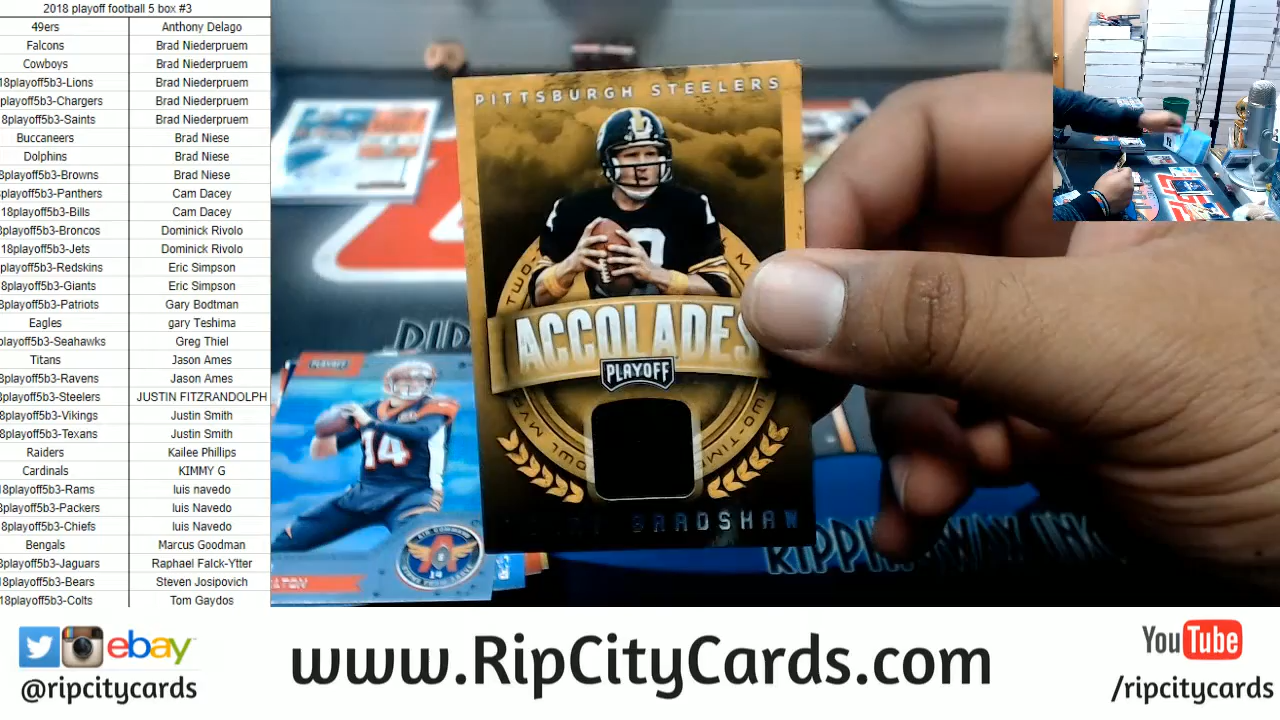 2018 playoff football 5 box #3
49ers Anthony Delago
Falcons Brad Niederpruem
Cowboys Brad Niederpruem
18playoff5b3-Lions Brad Niederpruem
playoff5b3-Chargers Brad Niederpruem
8playoff5b3-Saints Brad Niederpruem
Buccaneers Brad Niese
Dolphins Brad Niese
8playoff5b3-Browns Brad Niese
playoff5b3-Panthers Cam Dacey
18playoff5b3-Bills Cam Dacey
playoff5b3-Broncos Dominick Rivolo
18playoff5b3-Jets Dominick Rivolo
playoff5b3-Redskins Eric Simpson
8playoff5b3-Giants Eric Simpson
8playoff5b3-Patriots Gary Bodtman
Eagles gary Teshima
layoff5b3-Seahawks Greg Thiel
Titans Jason Ames
8playoff5b3-Ravens Jason Ames
8playoff5b3-Steelers JUSTIN FITZRANDOLPH
8playoff5b3-Vikings Justin Smith
8playoff5b3-Texans Justin Smith
Raiders Kailee Phillips
Cardinals KIMMY G
18playoff5b3-Rams luis navedo
8playoff5b3-Packers luis Navedo
8playoff5b3-Chiefs luis Navedo
Bengals Marcus Goodman
playoff5b3-Jaguars Raphael Falck-Ytter
18playoff5b3-Bears Steven Josipovich
18playoff5b3-Colts Tom Gaydos
PITTSBURGH STEELERS
ACCOLADES
PLAYOFF
BRADSHAW
PLAYOFF
14
ebay
@ripcitycards
www.RipCityCards.com
YouTube
/ripcitycards